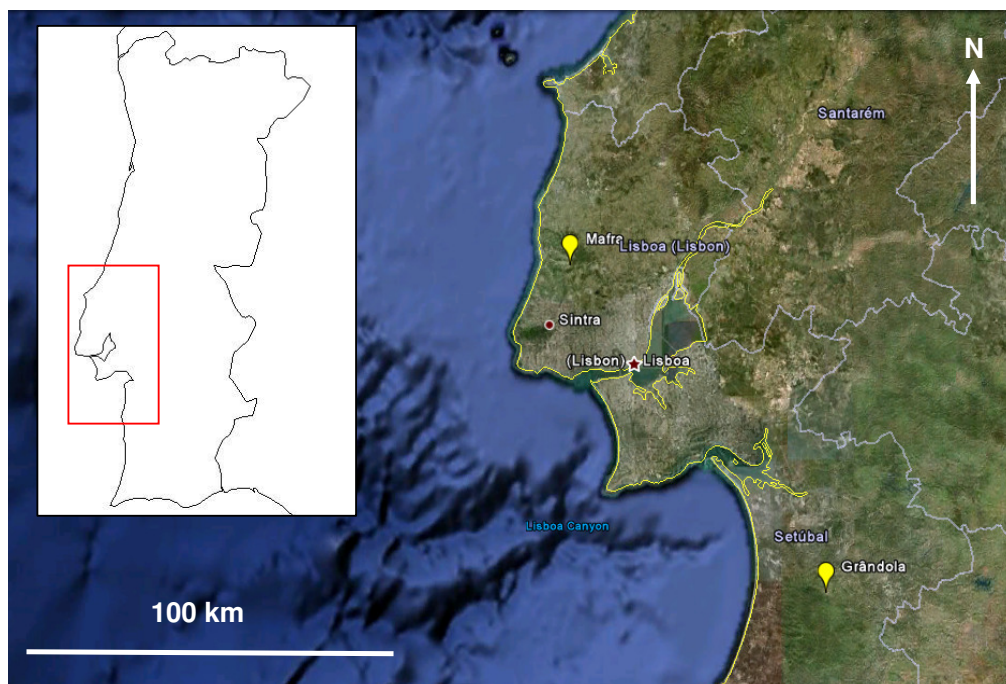 N
Santarém
Mafra
Lisboa (Lisbon)
Sintra
(Lisbon)
Lisboa
Lisboa Canyon
Setúbal
Grândola
100 km